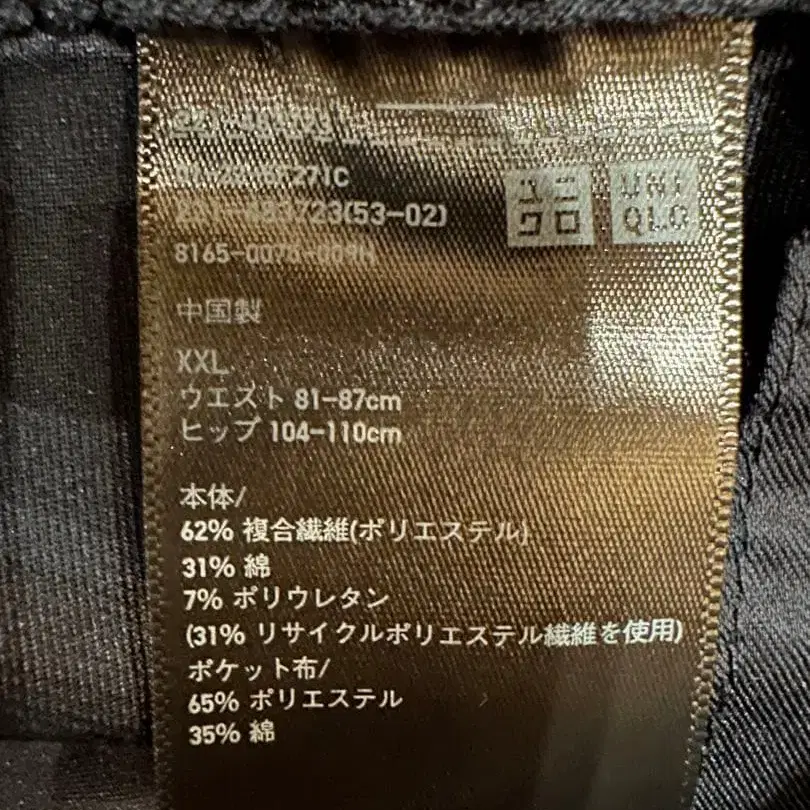 ユニ
クロ
UNI
QLO
中国製
XXL
ウエスト 81-87cm
ヒップ 104-110cm
本体/
62% 複合繊維(ポリエステル)
31% 綿
7% ポリウレタン
(31% リサイクルポリエステル繊維を使用)
ポケット布/
65% ポリエステル
35% 綿